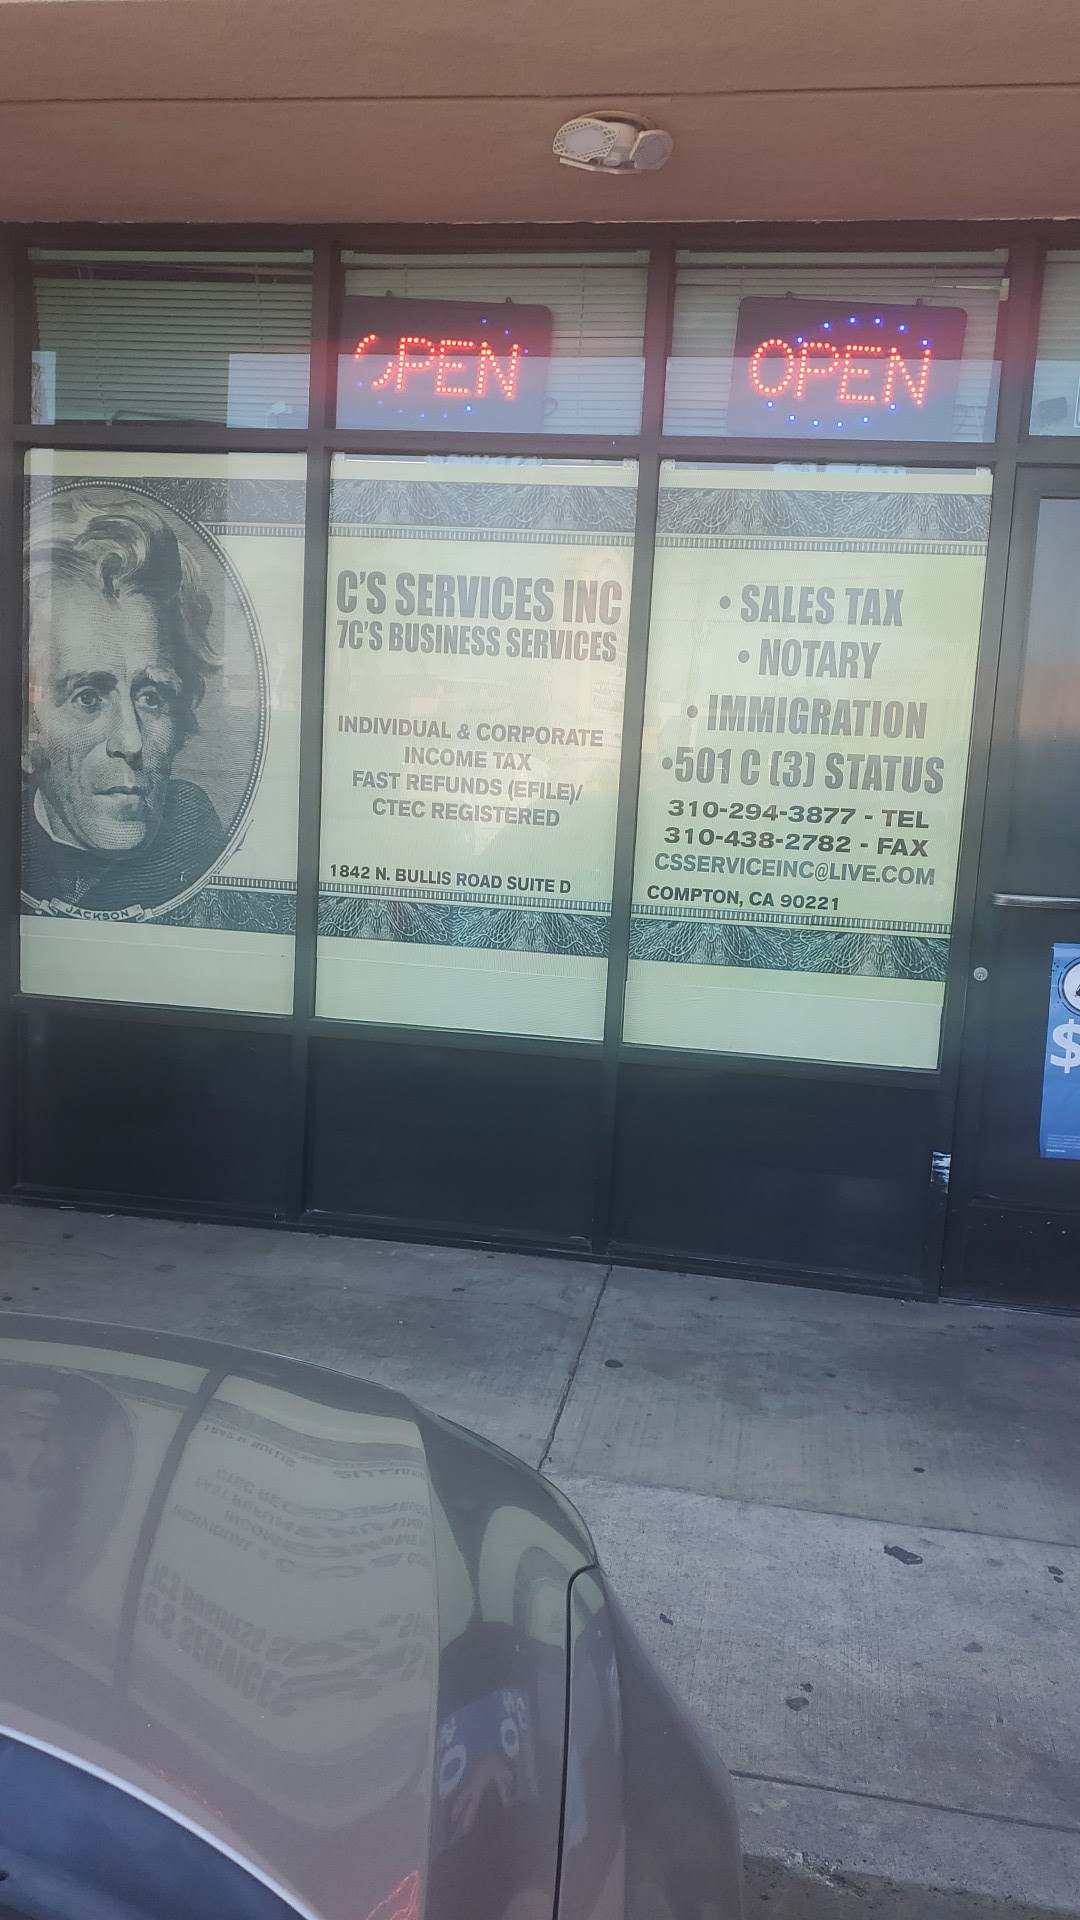 OPEN
OPEN
C'S SERVICES INC
7C'S BUSINESS SERVICES
INDIVIDUAL & CORPORATE
INCOME TAX
FAST REFUNDS (EFILE)/
CTEC REGISTERED
1842 N. BULLIS ROAD SUITE D
• SALES TAX
• NOTARY
• IMMIGRATION
•501 C (3) STATUS
310-294-3877 - TEL
310-438-2782 - FAX
CSSERVICEINC@LIVE.COM
COMPTON, CA 90221
JACKSON
$